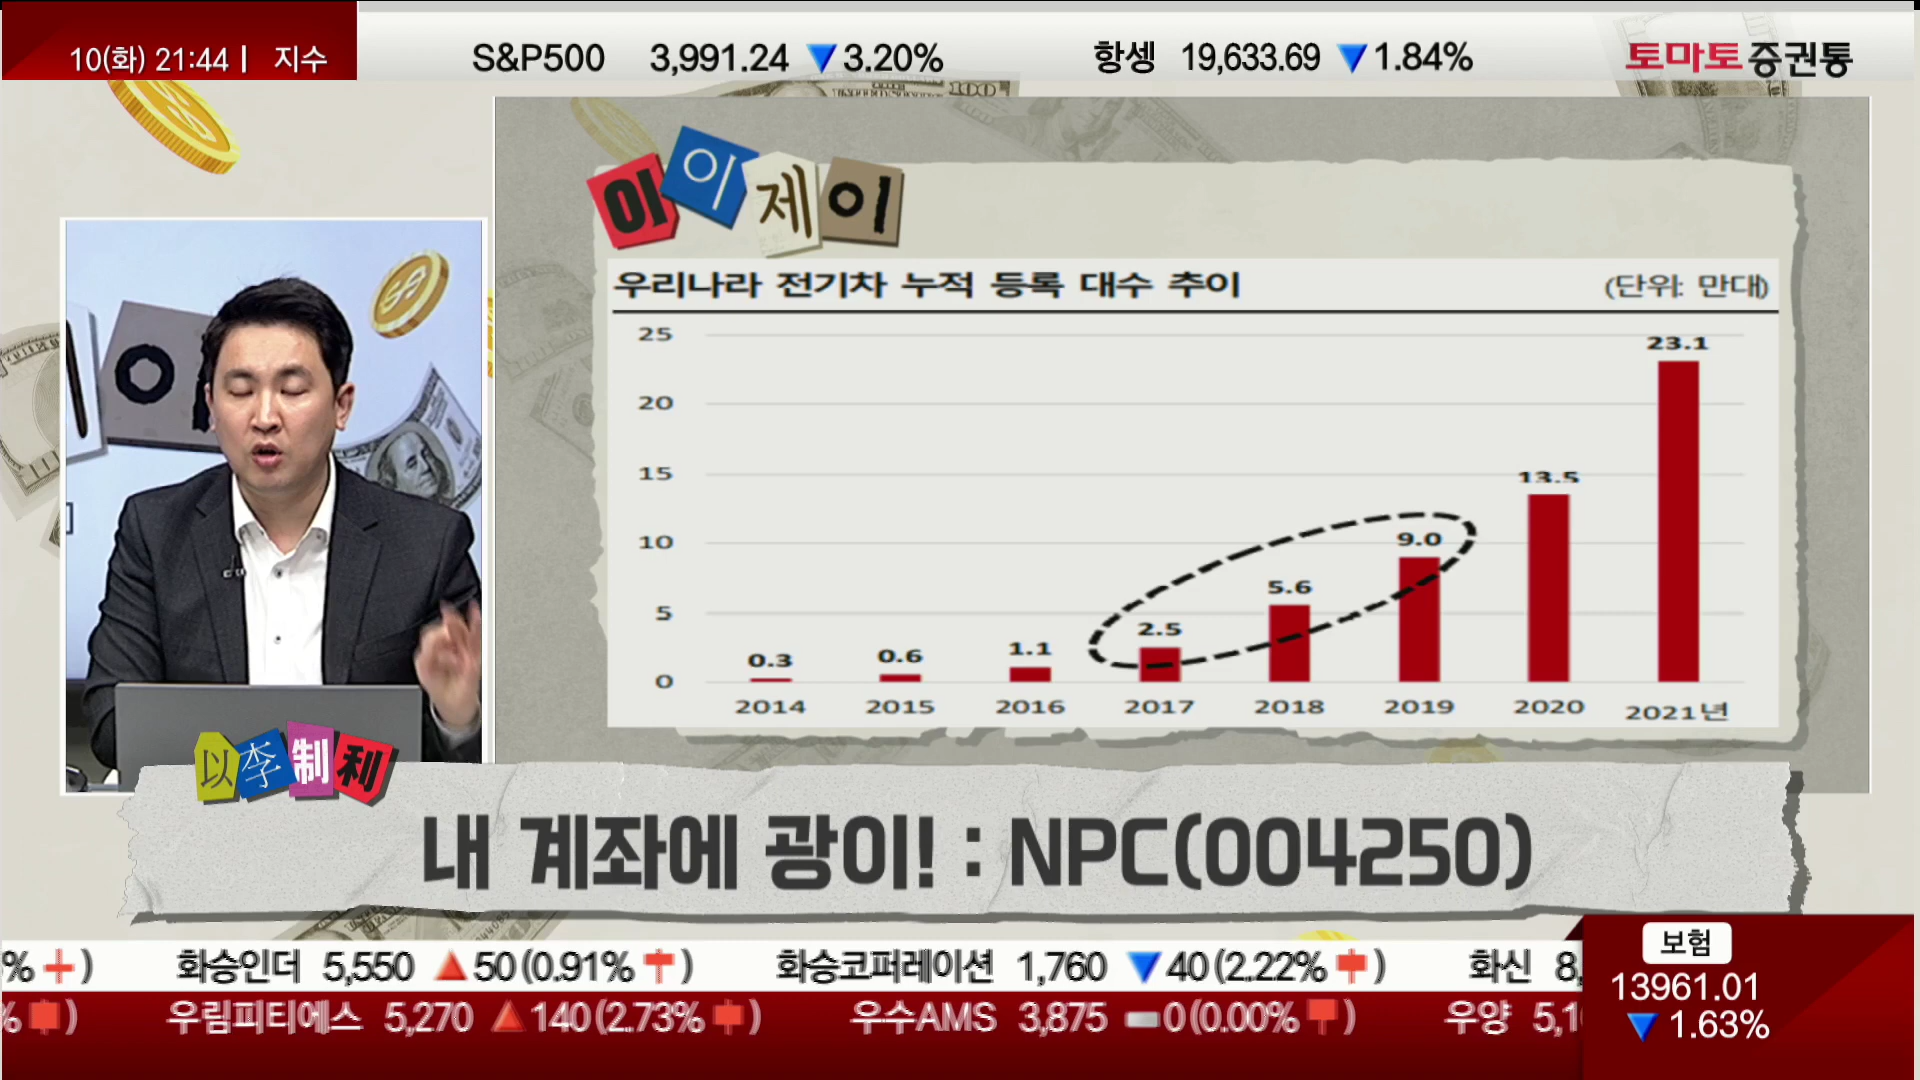 10(화) 21:44 | 지수 S&P500 3,991.24 ▼3.20% 항셍 19,633.69 ▼1.84% 토마토증권통
이이제이
우리나라 전기차 누적 등록 대수 추이 (단위: 만대)
25
20
15
10
5
0
0.3 0.6 1.1 2.5 5.6 9.0 13.5 23.1
2014 2015 2016 2017 2018 2019 2020 2021년
以李制利
내 계좌에 광이! : NPC(004250)
% ) 화승인더 5,550 ▲50(0.91% ) 화승코퍼레이션 1,760 ▼40(2.22% ) 화신 8,
% ) 우림피티에스 5,270 ▲140(2.73% ) 우수AMS 3,875 0(0.00% ) 우양
보험
13961.01
▼1.63%